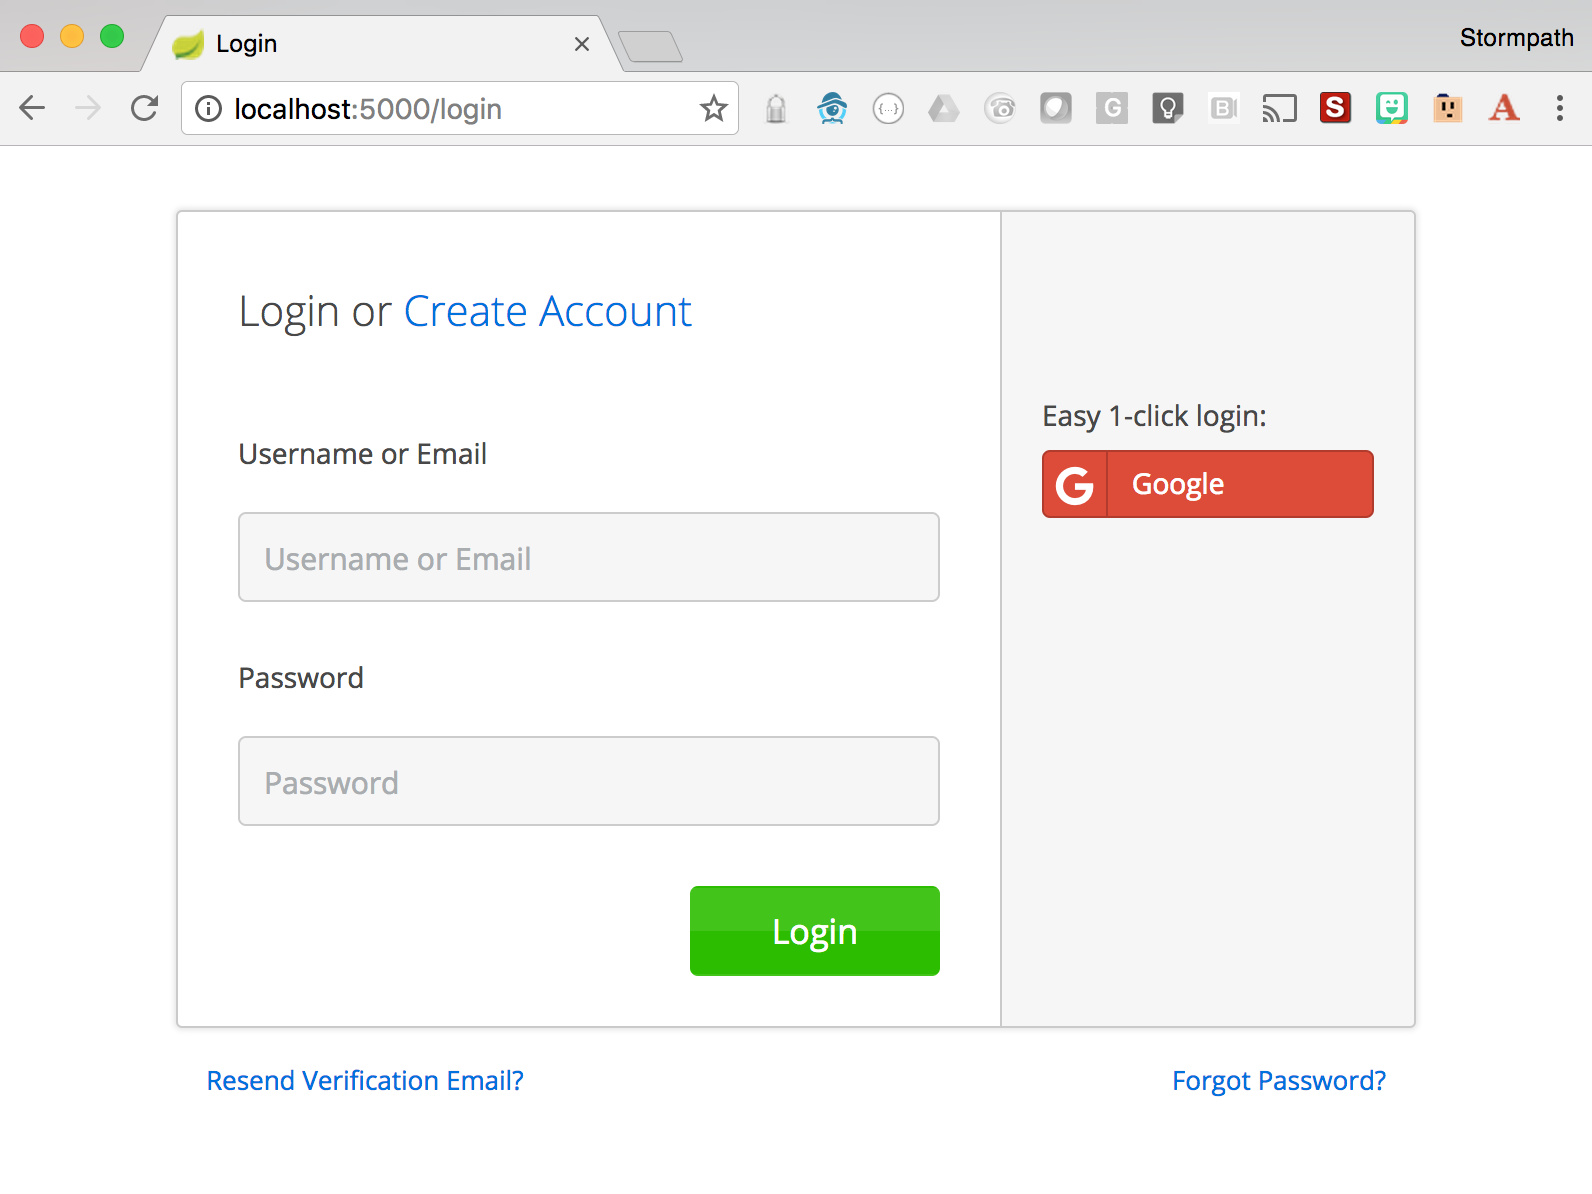 Login
Stormpath
localhost:5000/login
Login or Create Account
Username or Email
Username or Email
Password
Password
Login
Easy 1-click login:
G Google
Resend Verification Email?
Forgot Password?